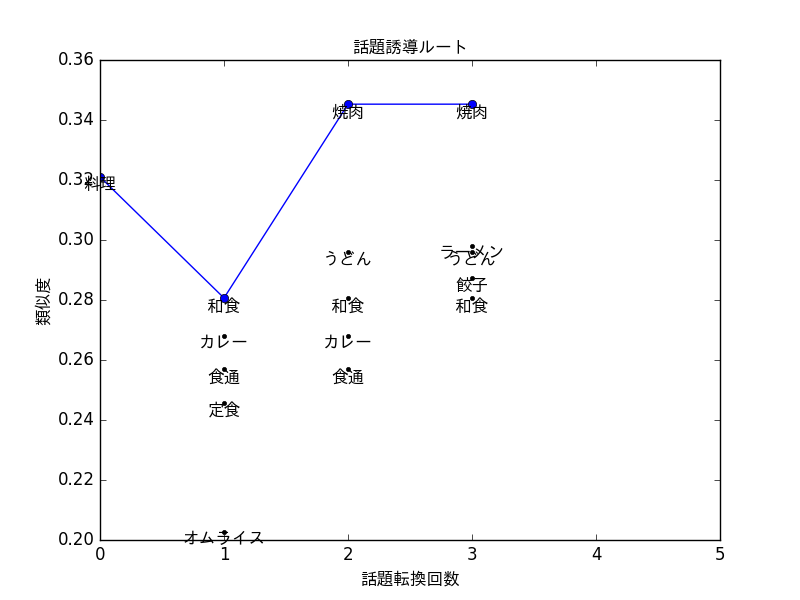 話題誘導ルート
0.36
0.34
0.32
0.30
0.28
0.26
0.24
0.22
0.20
類似度
料理
和食
カレー
食通
定食
オムライス
焼肉
うどん
和食
カレー
食通
焼肉
ラーメン
うどん
餃子
和食
0
1
2
3
4
5
話題転換回数